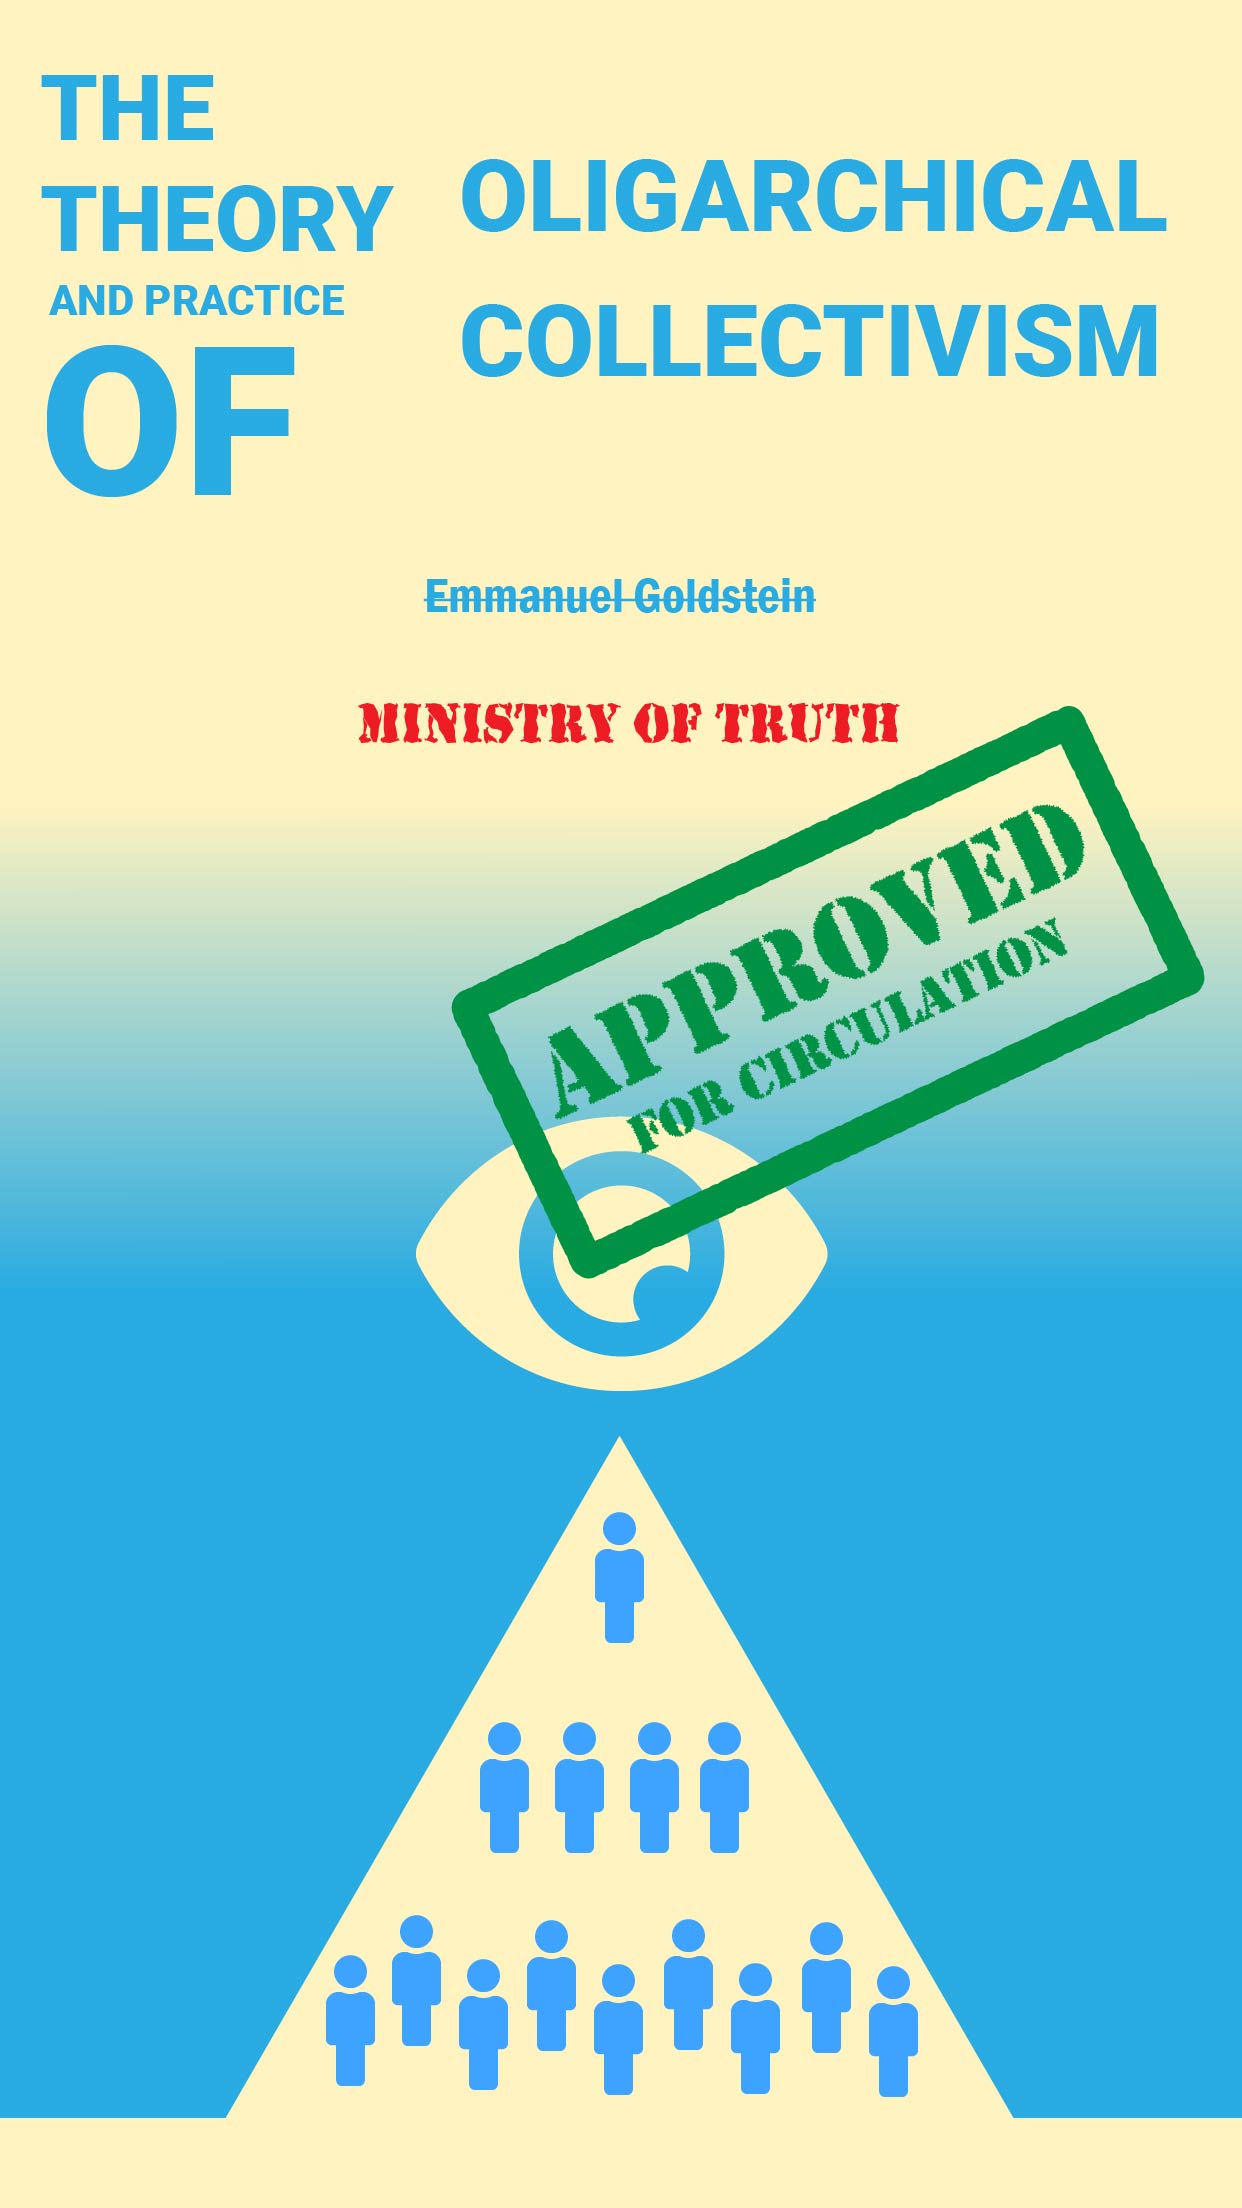 THE
THEORY
AND PRACTICE
OF
OLIGARCHICAL
COLLECTIVISM
Emmanuel Goldstein
MINISTRY OF TRUTH
APPROVED
FOR CIRCULATION